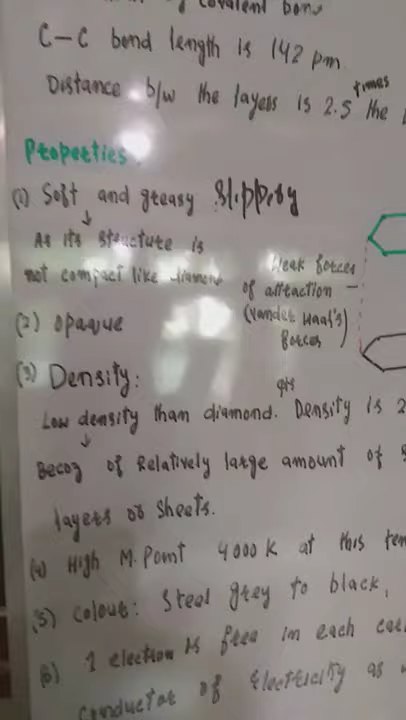 covalent bond
C-C bond length is 142 pm.
Distance b/w the layers is 2.5 times the
Properties:
(1) Soft and greasy slippery
As its structure is
not compact like diamond
Weak forces
of attraction -
(Vander Waal's)
forces
(2) opaque
(3) Density:
Low density than diamond. Density is 2
Becoz of Relatively large amount of
layers or sheets.
(4) High M.Point 4000K at this tem
(5) colour: Steel grey to black,
(6) 1 electron is free in each
conductor of Electricity as